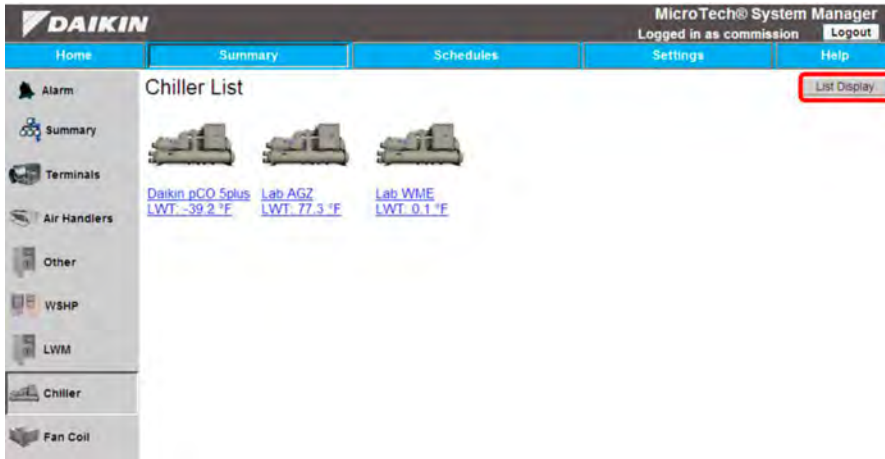 DAIKIN
MicroTech® System Manager
Logged in as commission Logout
Home Summary Schedules Settings Help
Alarm
Summary
Terminals
Air Handlers
Other
WSHP
LWM
Chiller
Fan Coil
Chiller List
List Display
Daikin pCO 5plus
LWT: -39.2 °F
Lab AGZ
LWT: 77.3 °F
Lab WME
LWT: 0.1 °F